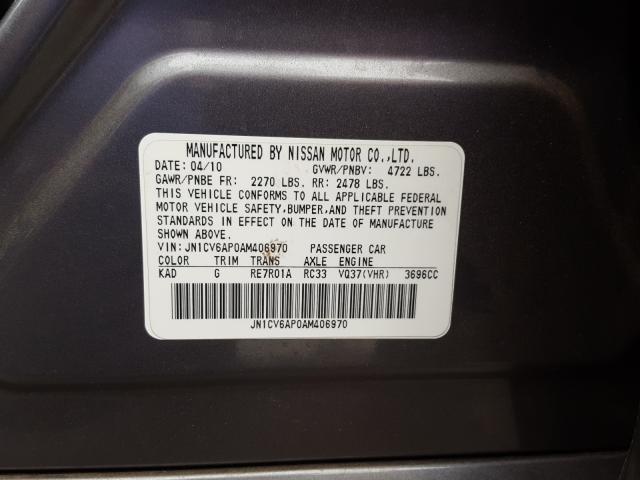 MANUFACTURED BY NISSAN MOTOR CO.,LTD.
DATE: 04/10 GVWR/PNBV: 4722 LBS.
GAWR/PNBE FR: 2270 LBS. RR: 2478 LBS.
THIS VEHICLE CONFORMS TO ALL APPLICABLE FEDERAL
MOTOR VEHICLE SAFETY,BUMPER,AND THEFT PREVENTION
STANDARDS IN EFFECT ON THE DATE OF MANUFACTURE
SHOWN ABOVE.
VIN: JN1CV6AP0AM406970 PASSENGER CAR
COLOR TRIM TRANS AXLE ENGINE
KAD G RE7R01A RC33 VQ37(VHR) 3696CC
JN1CV6AP0AM406970